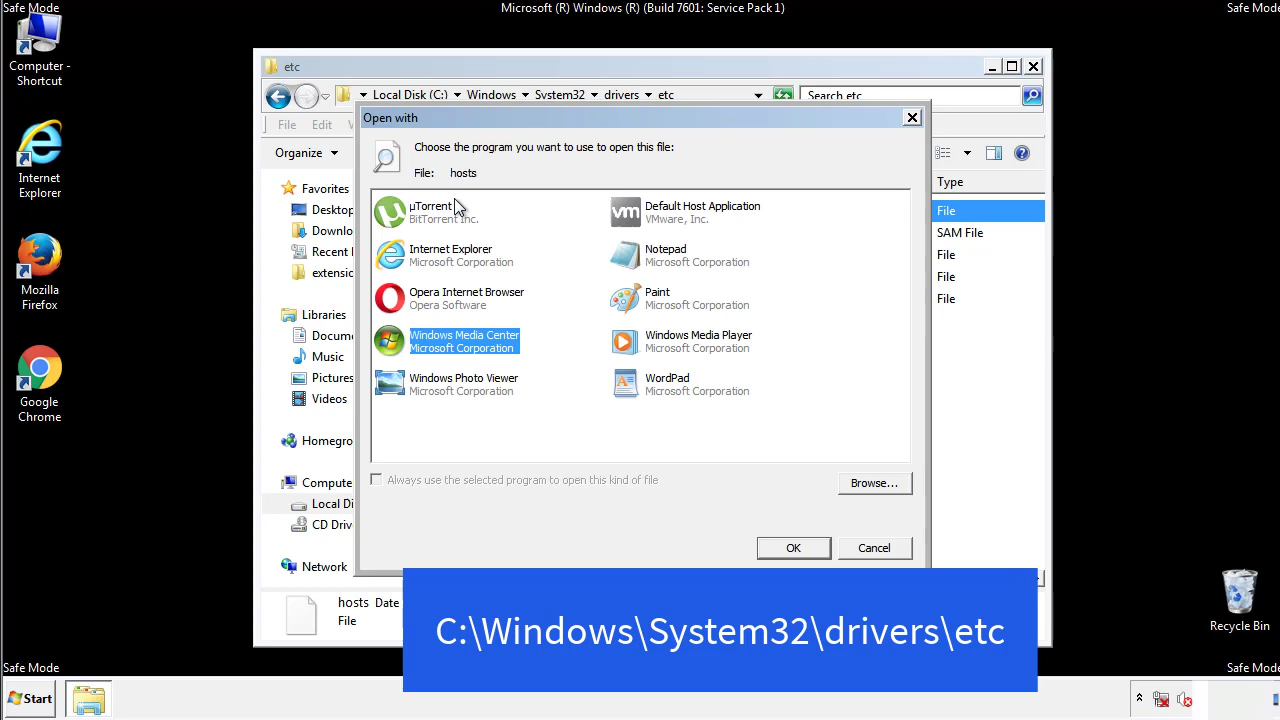 Safe Mode
Microsoft (R) Windows (R) (Build 7601: Service Pack 1)
Safe Mode
Computer -
Shortcut
Internet
Explorer
Mozilla
Firefox
Google
Chrome
etc
Local Disk (C:) Windows System32 drivers etc
Search etc
File Edit
Organize
Type
Favorites
Desktop
Downlo
Recent
extensio
Libraries
Docume
Music
Pictures
Videos
Homegro
Compute
Local Di
CD Drive
Network
File
SAM File
File
File
File
Open with
Choose the program you want to use to open this file:
File: hosts
µTorrent
BitTorrent Inc.
Default Host Application
VMware, Inc.
Internet Explorer
Microsoft Corporation
Notepad
Microsoft Corporation
Opera Internet Browser
Opera Software
Paint
Microsoft Corporation
Windows Media Center
Microsoft Corporation
Windows Media Player
Microsoft Corporation
Windows Photo Viewer
Microsoft Corporation
WordPad
Microsoft Corporation
Always use the selected program to open this kind of file
Browse...
OK
Cancel
hosts Date
File
C:\Windows\System32\drivers\etc
Recycle Bin
Safe Mode
Safe Mode
Start